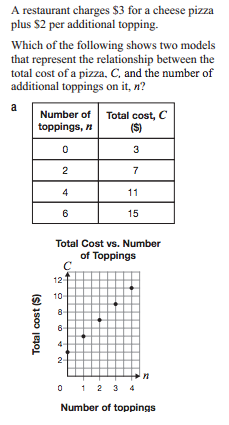 A restaurant charges $3 for a cheese pizza
plus $2 per additional topping.
Which of the following shows two models
that represent the relationship between the
total cost of a pizza, C, and the number of
additional toppings on it, n?
a
Number of toppings, n Total cost, C ($)
0 3
2 7
4 11
6 15
Total Cost vs. Number
of Toppings
C
Total cost ($)
12
10
8
6
4
2
n
0 1 2 3 4
Number of toppings